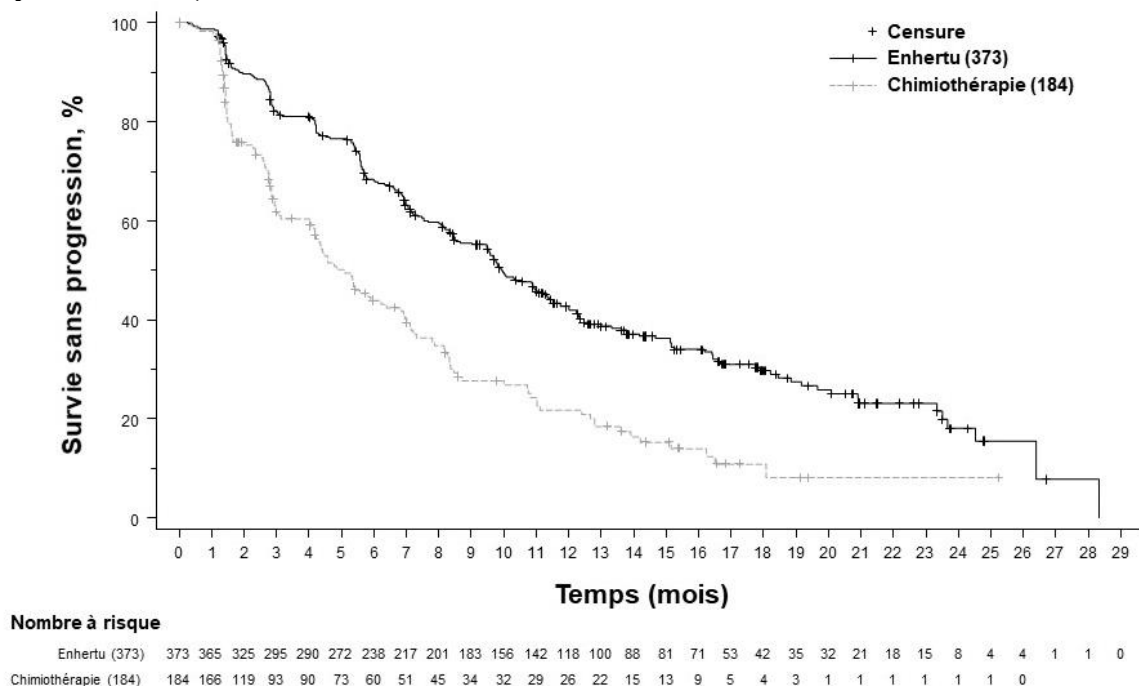 + Censure
Enhertu (373)
Chimiothérapie (184)
Survie sans progression, %
100
80
60
40
20
0
0 1 2 3 4 5 6 7 8 9 10 11 12 13 14 15 16 17 18 19 20 21 22 23 24 25 26 27 28 29
Temps (mois)
Nombre à risque
Enhertu (373) 373 365 325 295 290 272 238 217 201 183 156 142 118 100 88 81 71 53 42 35 32 21 18 15 8 4 4 1 1 0
Chimiothérapie (184) 184 166 119 93 90 73 60 51 45 34 32 29 26 22 15 13 9 5 4 3 1 1 1 1 1 1 0